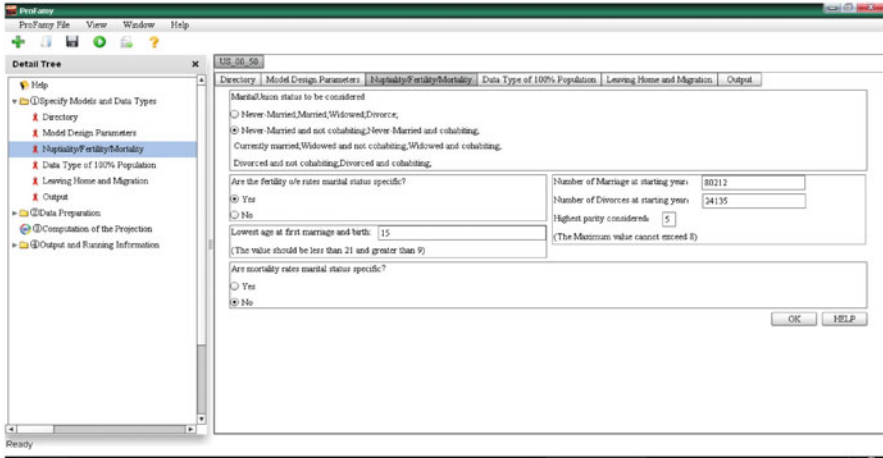 ProFamy
ProFamy File View Window Help
Detail Tree
Help
①Specify Models and Data Types
Directory
Model Design Parameters
Nuptiality/Fertility/Mortality
Data Type of 100% Population
Leaving Home and Migration
Output
②Data Preparation
③Computation of the Projection
④Output and Running Information
US_00_50
Directory Model Design Parameters Nuptiality/Fertility/Mortality Data Type of 100% Population Leaving Home and Migration Output
Marital/Union status to be considered
Never-Married,Married,Widowed,Divorce,
Never-Married and not cohabiting,Never-Married and cohabiting,
Currently married,Widowed and not cohabiting,Widowed and cohabiting,
Divorced and not cohabiting,Divorced and cohabiting,
Are the fertility o/e rates marital status specific?
Yes
No
Lowest age at first marriage and birth: 15
(The value should be less than 21 and greater than 9)
Number of Marriage at starting year: 80212
Number of Divorces at starting year: 24135
Highest parity considered: 5
(The Maximum value cannot exceed 8)
Are mortality rates marital status specific?
Yes
No
OK HELP
Ready